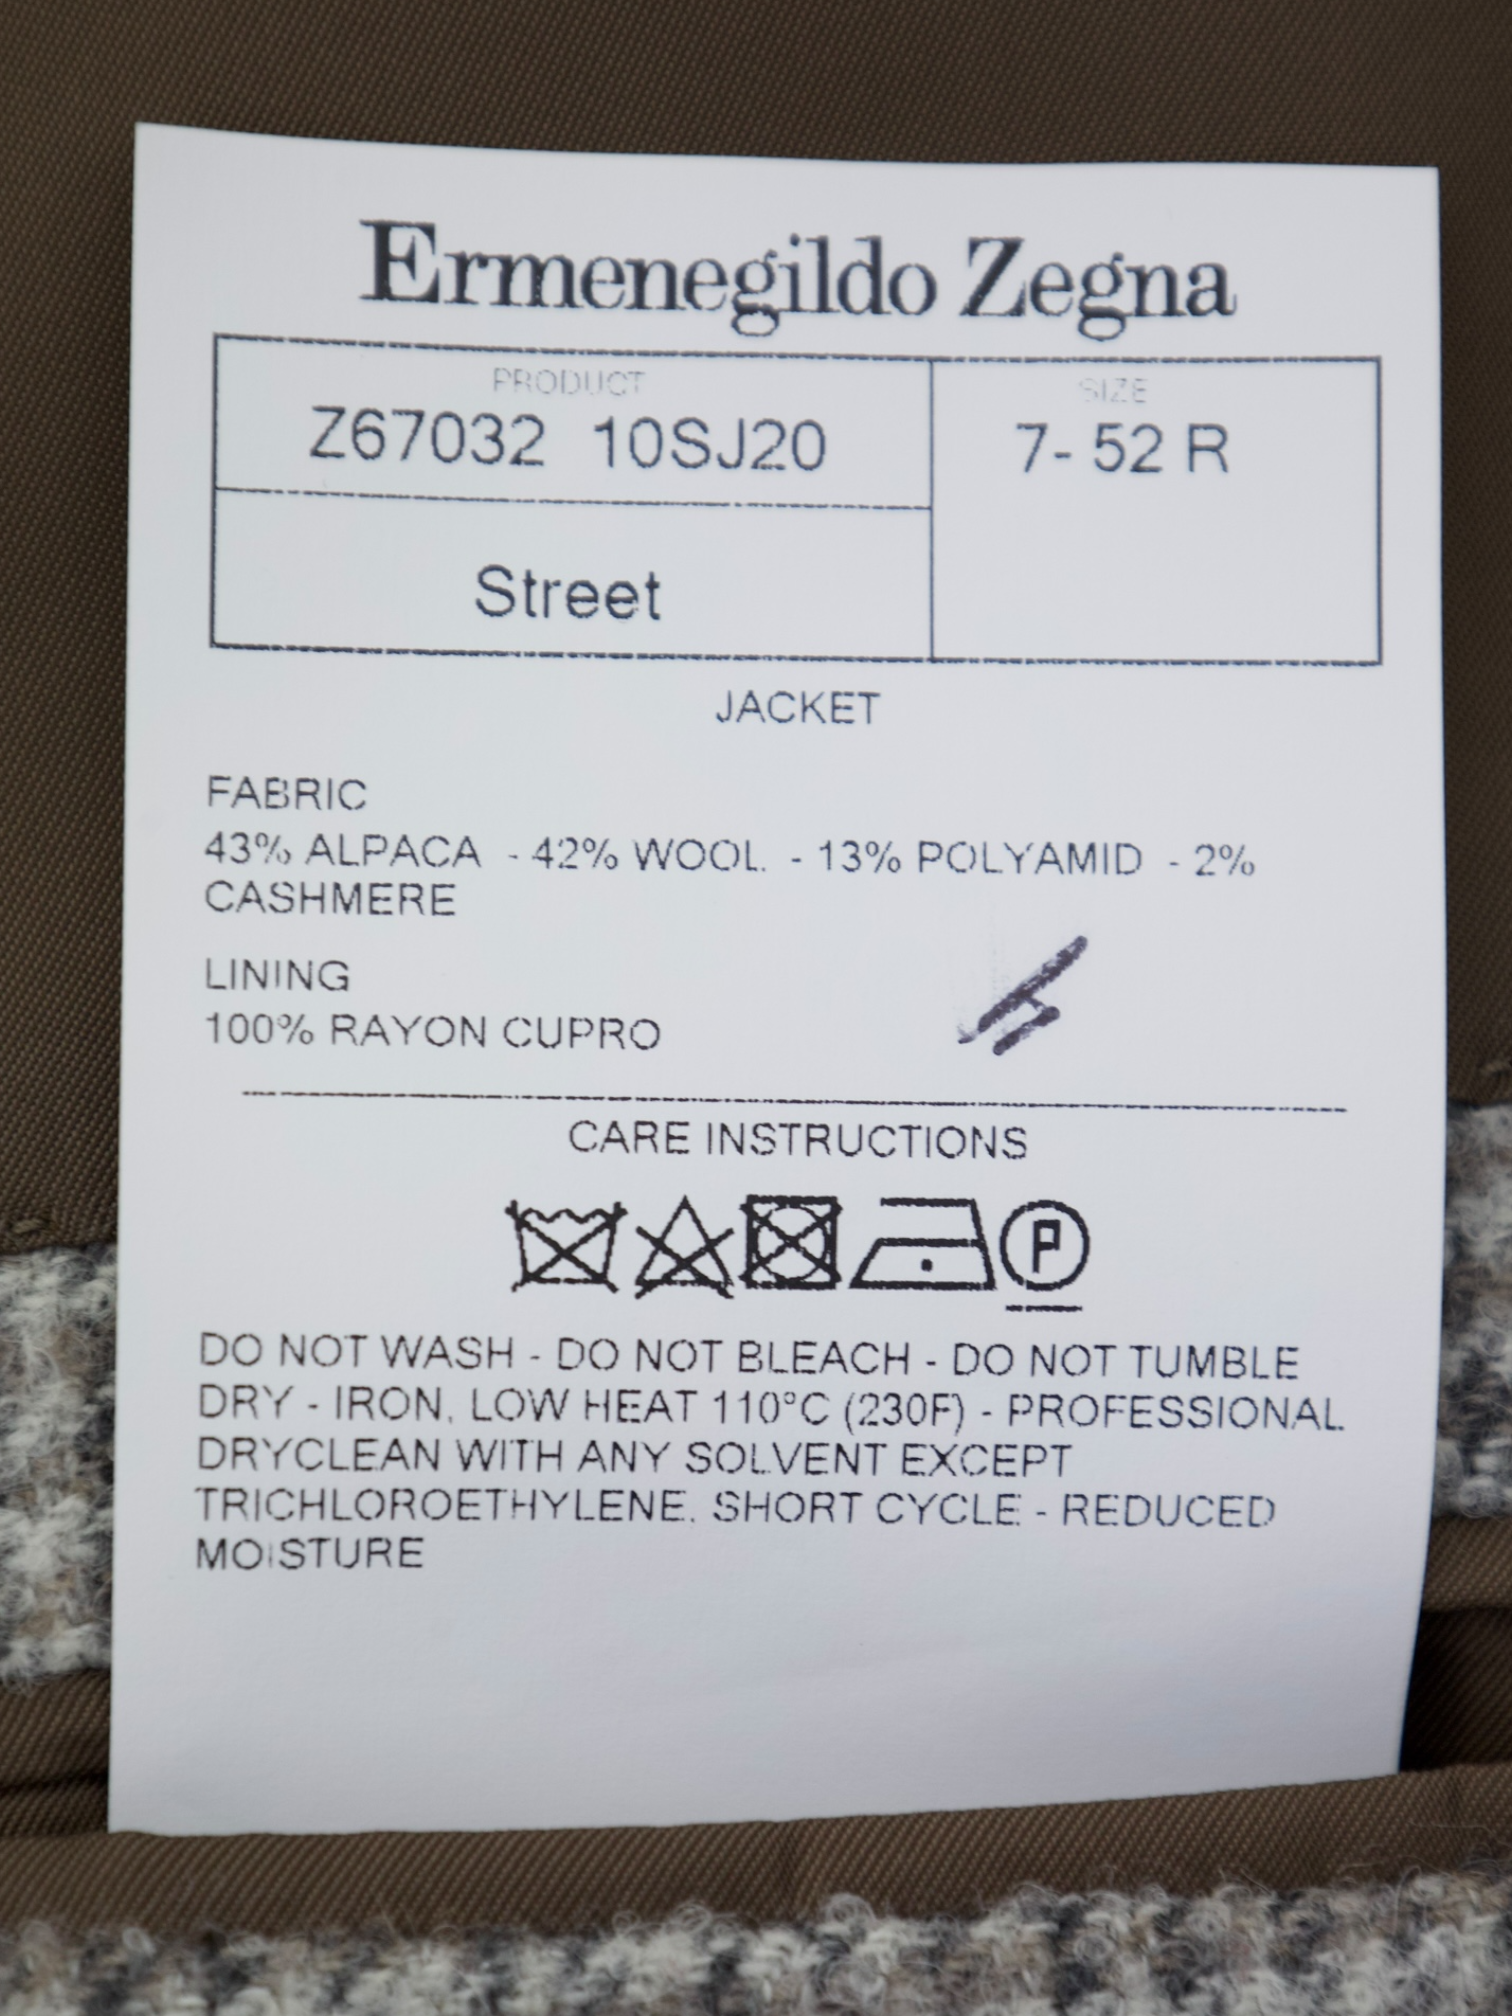 Ermenegildo Zegna
PRODUCT
Z67032 10SJ20
SIZE
7- 52 R
Street
JACKET
FABRIC
43% ALPACA - 42% WOOL - 13% POLYAMID - 2%
CASHMERE
LINING
100% RAYON CUPRO
CARE INSTRUCTIONS
P
DO NOT WASH - DO NOT BLEACH - DO NOT TUMBLE
DRY - IRON, LOW HEAT 110°C (230F) - PROFESSIONAL
DRYCLEAN WITH ANY SOLVENT EXCEPT
TRICHLOROETHYLENE. SHORT CYCLE - REDUCED
MOISTURE